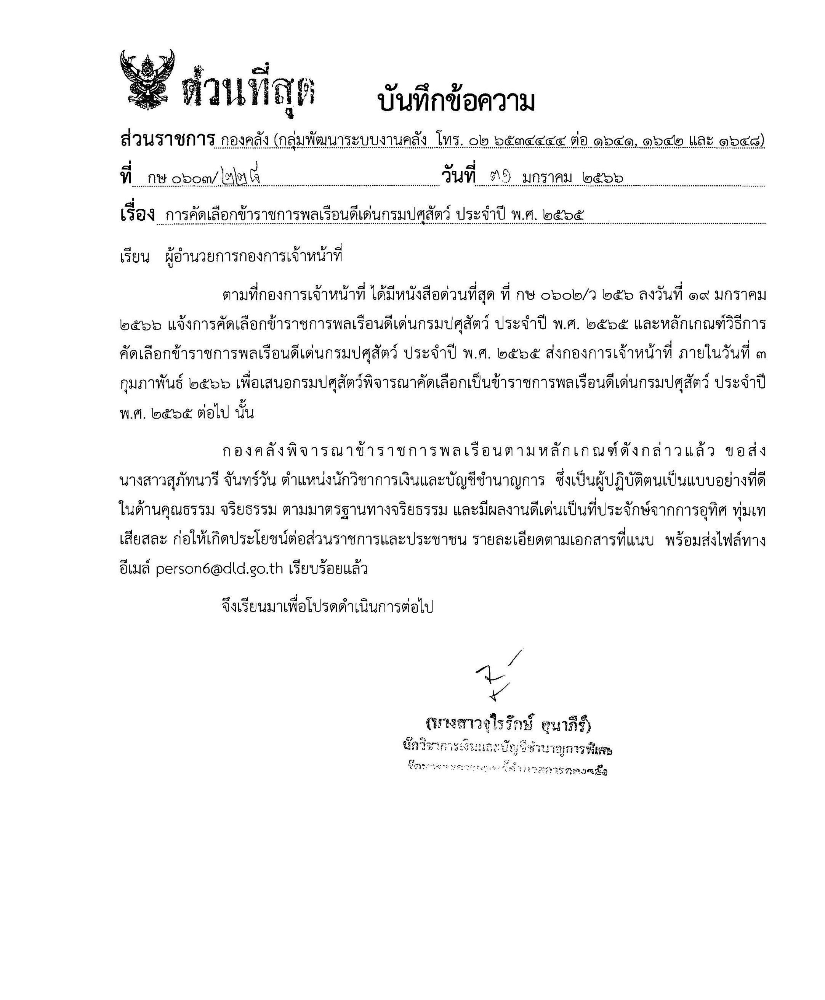 ด่วนที่สุด
บันทึกข้อความ
ส่วนราชการ กองคลัง (กลุ่มพัฒนาระบบงานคลัง โทร. ๐๒ ๖๕๓๔๔๔๔ ต่อ ๑๖๔๑, ๑๖๔๒ และ ๑๖๔๘)
ที่ กษ ๐๖๐๓/ วันที่ ๓๑ มกราคม ๒๕๖๖
เรื่อง การคัดเลือกข้าราชการพลเรือนดีเด่นกรมปศุสัตว์ ประจำปี พ.ศ. ๒๕๖๕
เรียน ผู้อำนวยการกองการเจ้าหน้าที่
ตามที่กองการเจ้าหน้าที่ ได้มีหนังสือด่วนที่สุด ที่ กษ ๐๖๐๒/ว ๒๕๖ ลงวันที่ ๑๙ มกราคม
๒๕๖๖ แจ้งการคัดเลือกข้าราชการพลเรือนดีเด่นกรมปศุสัตว์ ประจำปี พ.ศ. ๒๕๖๕ และหลักเกณฑ์วิธีการ
คัดเลือกข้าราชการพลเรือนดีเด่นกรมปศุสัตว์ ประจำปี พ.ศ. ๒๕๖๕ ส่งกองการเจ้าหน้าที่ ภายในวันที่ ๓
กุมภาพันธ์ ๒๕๖๖ เพื่อเสนอกรมปศุสัตว์พิจารณาคัดเลือกเป็นข้าราชการพลเรือนดีเด่นกรมปศุสัตว์ ประจำปี
พ.ศ. ๒๕๖๕ ต่อไป นั้น
กองคลังพิจารณาข้าราชการพลเรือนตามหลักเกณฑ์ดังกล่าวแล้ว ขอส่ง
นางสาวสุภัทนารี จันทร์วัน ตำแหน่งนักวิชาการเงินและบัญชีชำนาญการ ซึ่งเป็นผู้ปฏิบัติตนเป็นแบบอย่างที่ดี
ในด้านคุณธรรม จริยธรรม ตามมาตรฐานทางจริยธรรม และมีผลงานดีเด่นเป็นที่ประจักษ์จากการอุทิศ ทุ่มเท
เสียสละ ก่อให้เกิดประโยชน์ต่อส่วนราชการและประชาชน รายละเอียดตามเอกสารที่แนบ พร้อมส่งไฟล์ทาง
อีเมล์ person6@dld.go.th เรียบร้อยแล้ว
จึงเรียนมาเพื่อโปรดดำเนินการต่อไป
(นางสาวจุไรรักษ์
นักวิชาการเงินและบัญชีชำนาญการพิเศษ